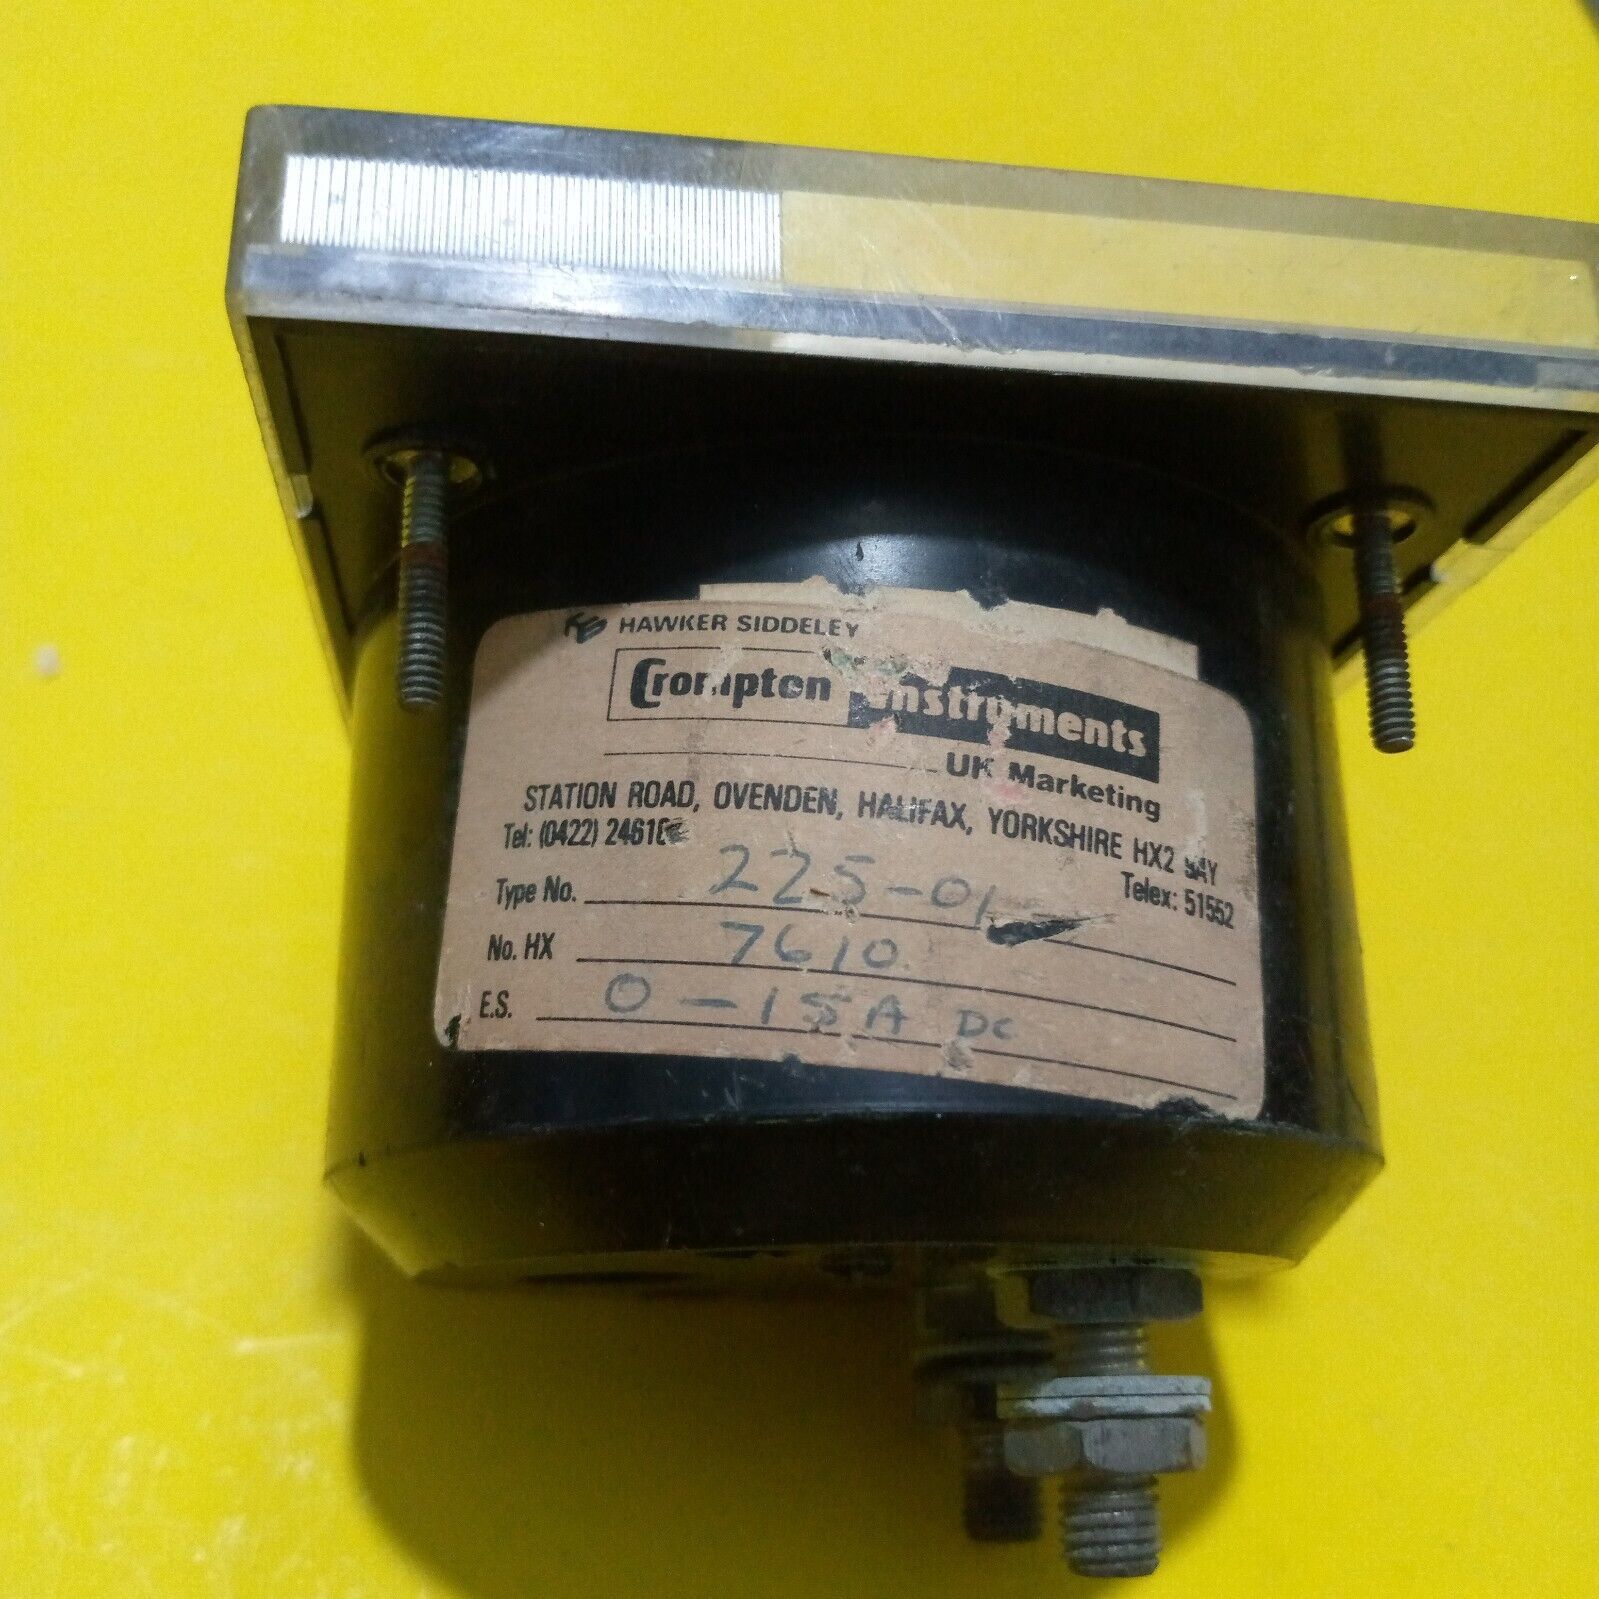 HAWKER SIDDELEY
Crompton Instruments
UK Marketing
STATION ROAD, OVENDEN, HALIFAX, YORKSHIRE HX2
Tel: (0422)
Telex: 51552
Type No. 225-01
No. HX 7610
E.S. 0-15A DC